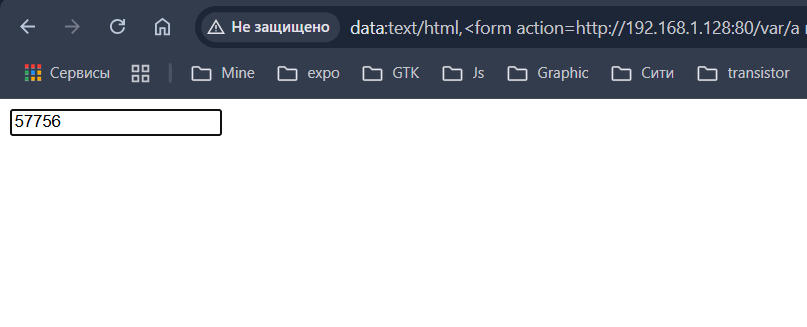 Не защищено data:text/html,<form action=http://192.168.1.128:80/var/a
Сервисы Mine expo GTK Js Graphic Сити transistor
57756